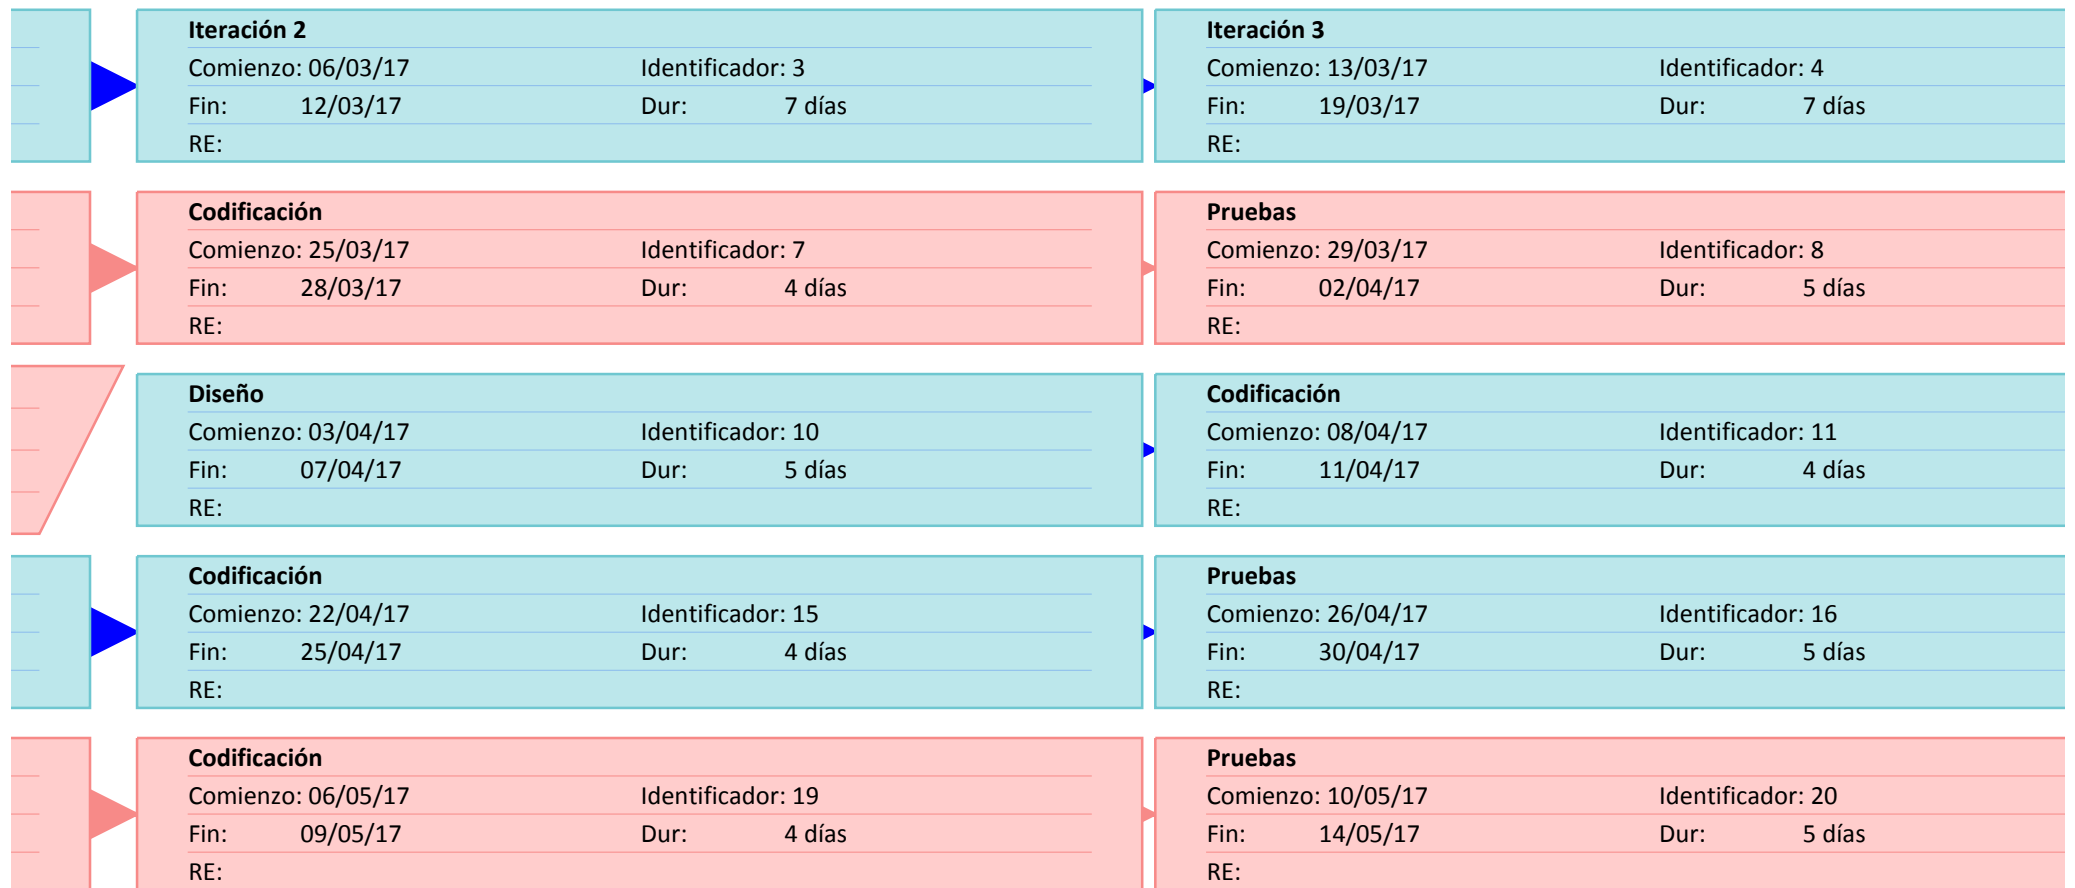 Iteración 2
Comienzo: 06/03/17 Identificador: 3
Fin: 12/03/17 Dur: 7 días
RE:
Iteración 3
Comienzo: 13/03/17 Identificador: 4
Fin: 19/03/17 Dur: 7 días
RE:
Codificación
Comienzo: 25/03/17 Identificador: 7
Fin: 28/03/17 Dur: 4 días
RE:
Pruebas
Comienzo: 29/03/17 Identificador: 8
Fin: 02/04/17 Dur: 5 días
RE:
Diseño
Comienzo: 03/04/17 Identificador: 10
Fin: 07/04/17 Dur: 5 días
RE:
Codificación
Comienzo: 08/04/17 Identificador: 11
Fin: 11/04/17 Dur: 4 días
RE:
Codificación
Comienzo: 22/04/17 Identificador: 15
Fin: 25/04/17 Dur: 4 días
RE:
Pruebas
Comienzo: 26/04/17 Identificador: 16
Fin: 30/04/17 Dur: 5 días
RE:
Codificación
Comienzo: 06/05/17 Identificador: 19
Fin: 09/05/17 Dur: 4 días
RE:
Pruebas
Comienzo: 10/05/17 Identificador: 20
Fin: 14/05/17 Dur: 5 días
RE: